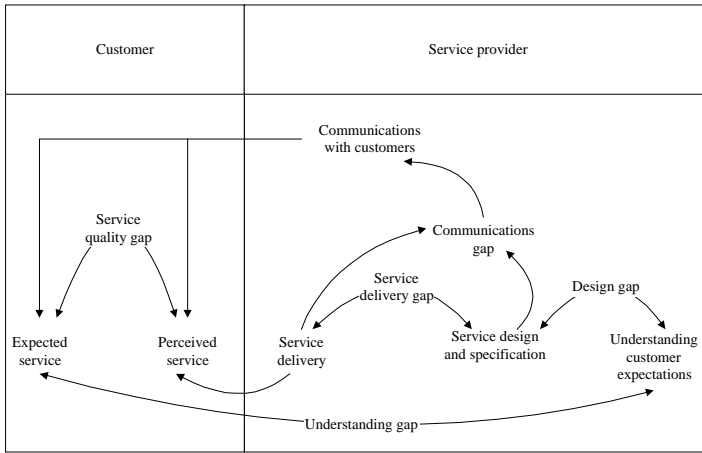 Customer
Service provider
Communications
with customers
Service
quality gap
Communications
gap
Service
delivery gap
Design gap
Expected
service
Perceived
service
Service
delivery
Service design
and specification
Understanding
customer
expectations
Understanding gap